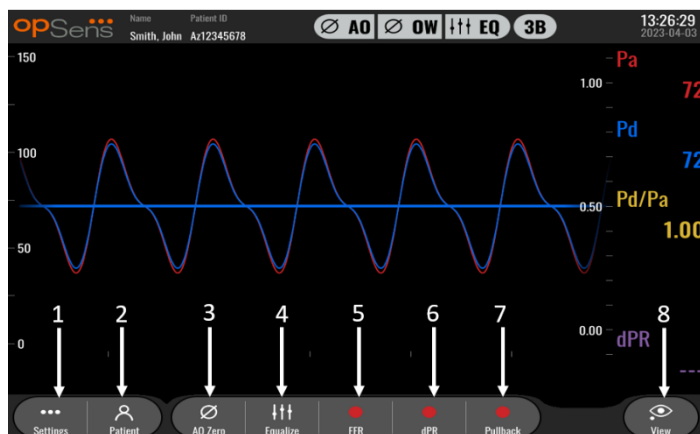 opSens
Name Patient ID
Smith, John Az12345678
AO OW EQ 3B
13:26:29
2023-04-03
150
100
50
0
1.00
0.50
0.00
Pa
72
Pd
72
Pd/Pa
1.00
dPR
---
1 2 3 4 5 6 7 8
Settings Patient AO Zero Equalize FFR dPR Pullback View